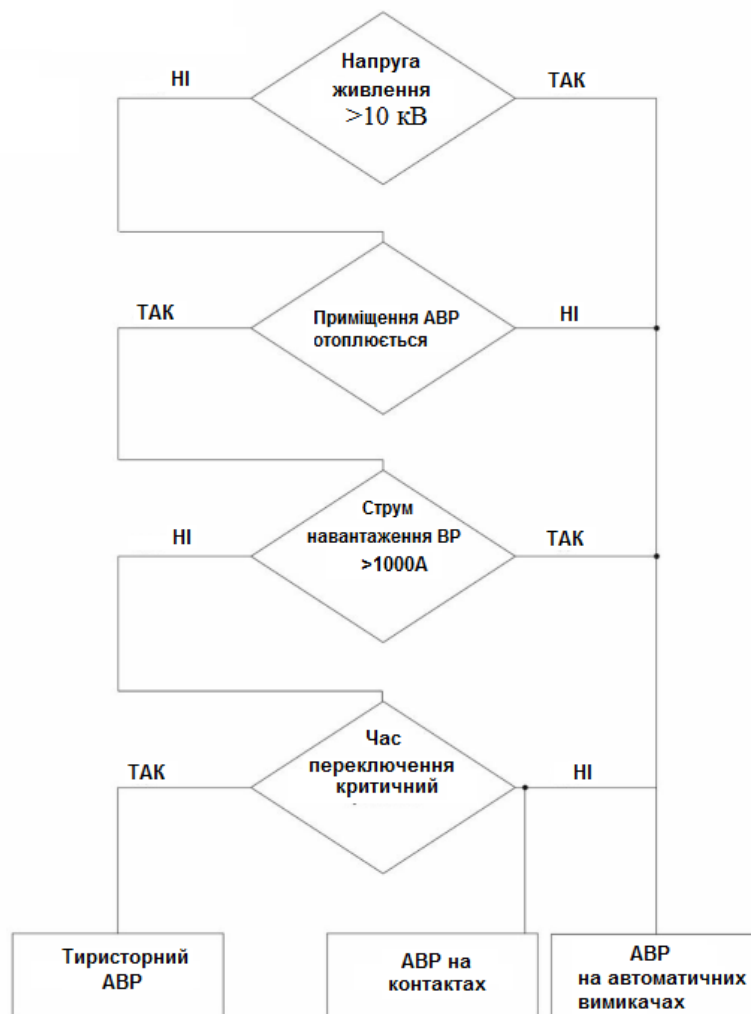 Напруга
живлення
>10 кВ
НІ
ТАК
Приміщення АВР
отоплюється
ТАК
НІ
Струм
навантаження ВР
>1000А
НІ
ТАК
Час
переключення
критичний
ТАК
НІ
Тиристорний
АВР
АВР на
контактах
АВР
на автоматичних
вимикачах